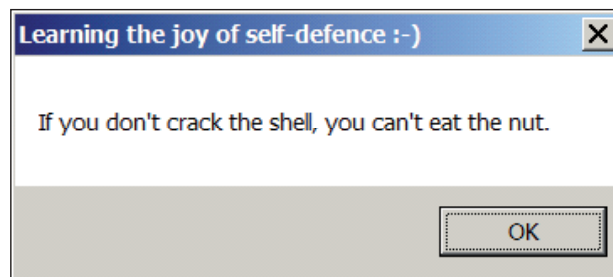 Learning the joy of self-defence :-)
If you don't crack the shell, you can't eat the nut.
OK